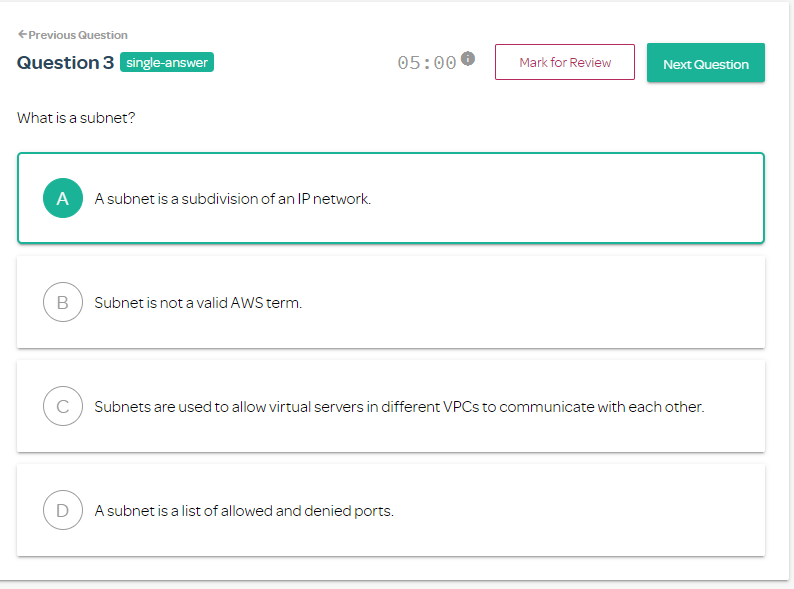 Previous Question
Question 3 single-answer 05:00 i Mark for Review Next Question
What is a subnet?
A A subnet is a subdivision of an IP network.
B Subnet is not a valid AWS term.
C Subnets are used to allow virtual servers in different VPCs to communicate with each other.
D A subnet is a list of allowed and denied ports.